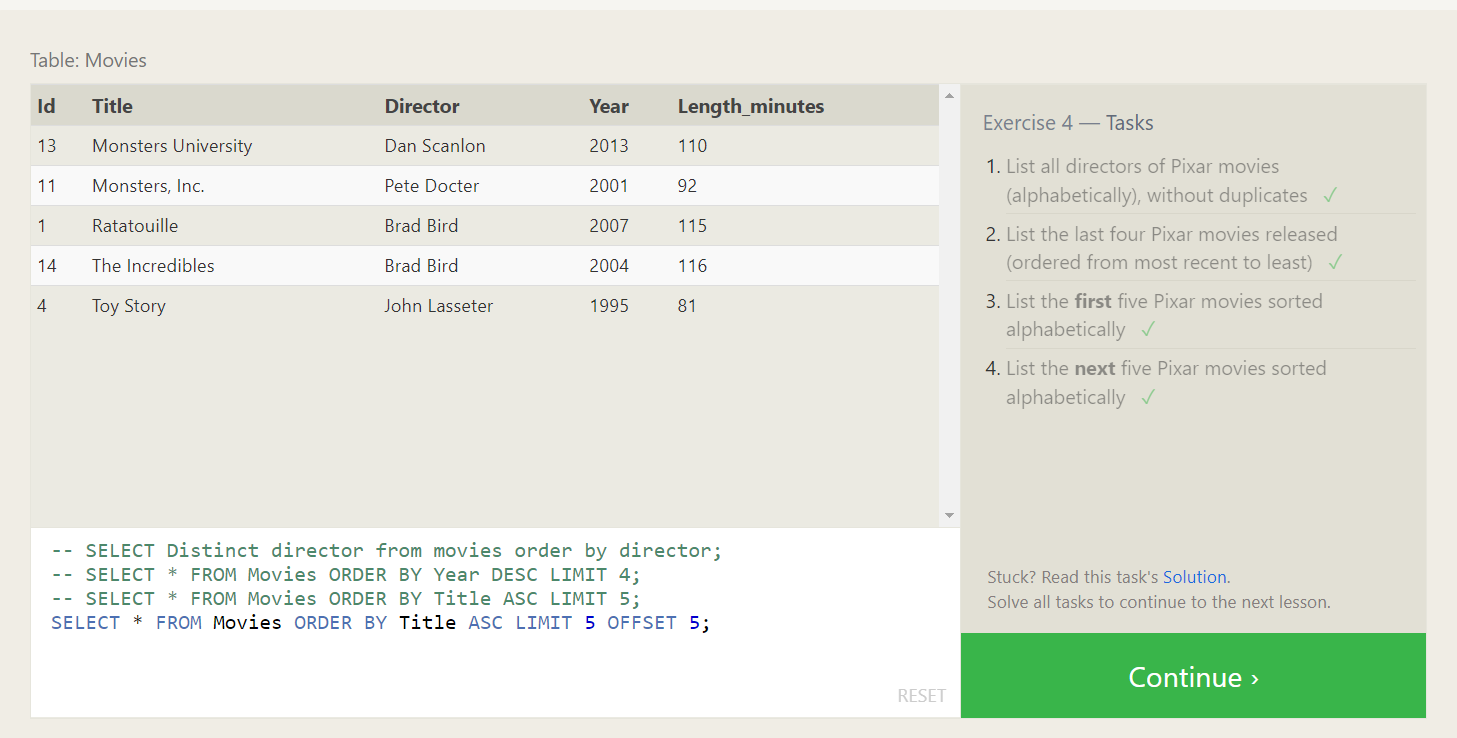 Table: Movies
Id Title Director Year Length_minutes
13 Monsters University Dan Scanlon 2013 110
11 Monsters, Inc. Pete Docter 2001 92
1 Ratatouille Brad Bird 2007 115
14 The Incredibles Brad Bird 2004 116
4 Toy Story John Lasseter 1995 81
-- SELECT Distinct director from movies order by director;
-- SELECT * FROM Movies ORDER BY Year DESC LIMIT 4;
-- SELECT * FROM Movies ORDER BY Title ASC LIMIT 5;
SELECT * FROM Movies ORDER BY Title ASC LIMIT 5 OFFSET 5;
RESET
Exercise 4 — Tasks
1. List all directors of Pixar movies
(alphabetically), without duplicates ✓
2. List the last four Pixar movies released
(ordered from most recent to least) ✓
3. List the first five Pixar movies sorted
alphabetically ✓
4. List the next five Pixar movies sorted
alphabetically ✓
Stuck? Read this task's Solution.
Solve all tasks to continue to the next lesson.
Continue ›